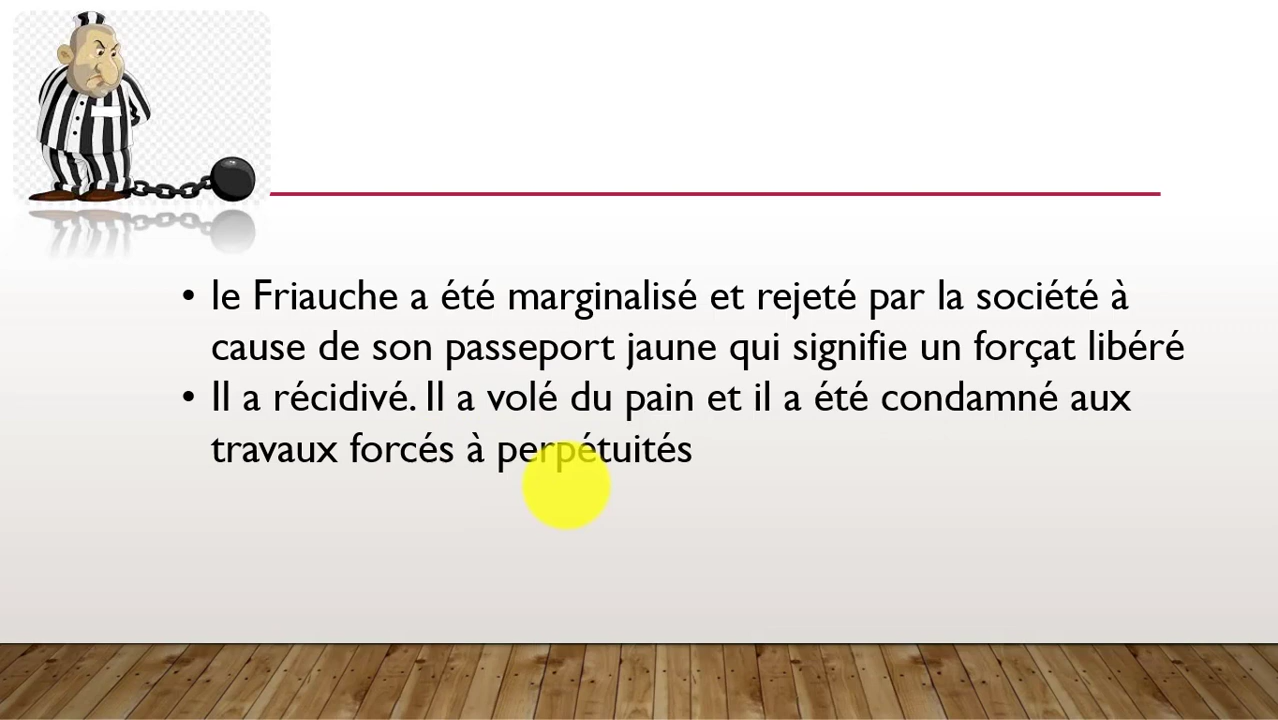 • le Friauche a été marginalisé et rejeté par la société à
cause de son passeport jaune qui signifie un forçat libéré
• Il a récidivé. Il a volé du pain et il a été condamné aux
travaux forcés à perpétuités